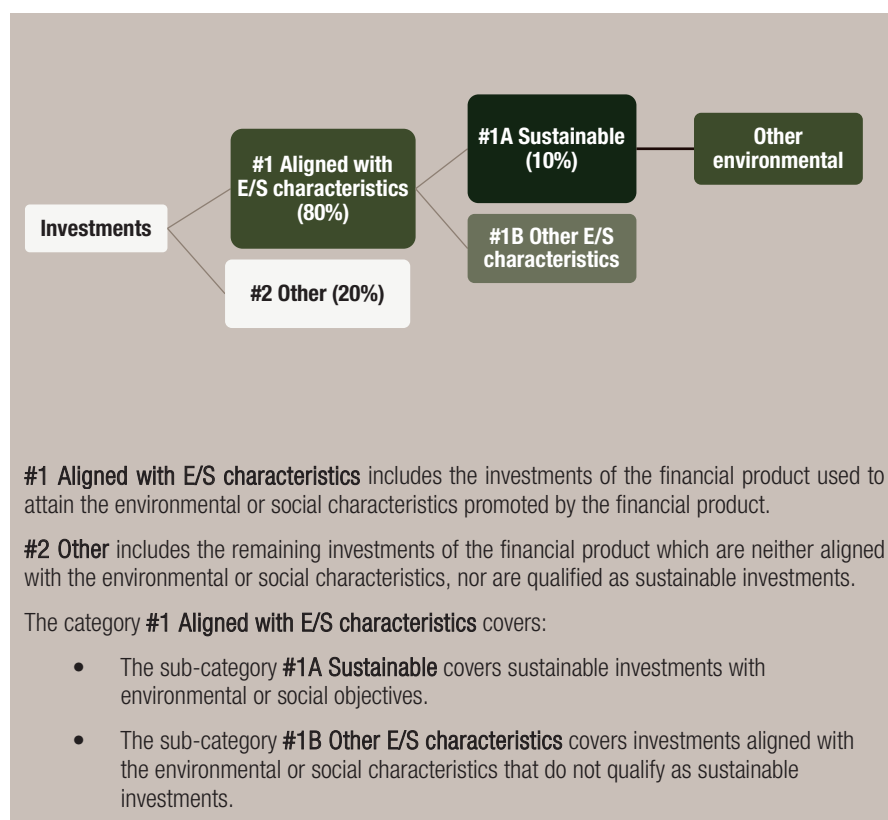 #1A Sustainable
(10%)
Other
environmental
#1 Aligned with
E/S characteristics
(80%)
Investments
#1B Other E/S
characteristics
#2 Other (20%)
#1 Aligned with E/S characteristics includes the investments of the financial product used to
attain the environmental or social characteristics promoted by the financial product.
#2 Other includes the remaining investments of the financial product which are neither aligned
with the environmental or social characteristics, nor are qualified as sustainable investments.
The category #1 Aligned with E/S characteristics covers:
• The sub-category #1A Sustainable covers sustainable investments with
environmental or social objectives.
• The sub-category #1B Other E/S characteristics covers investments aligned with
the environmental or social characteristics that do not qualify as sustainable
investments.